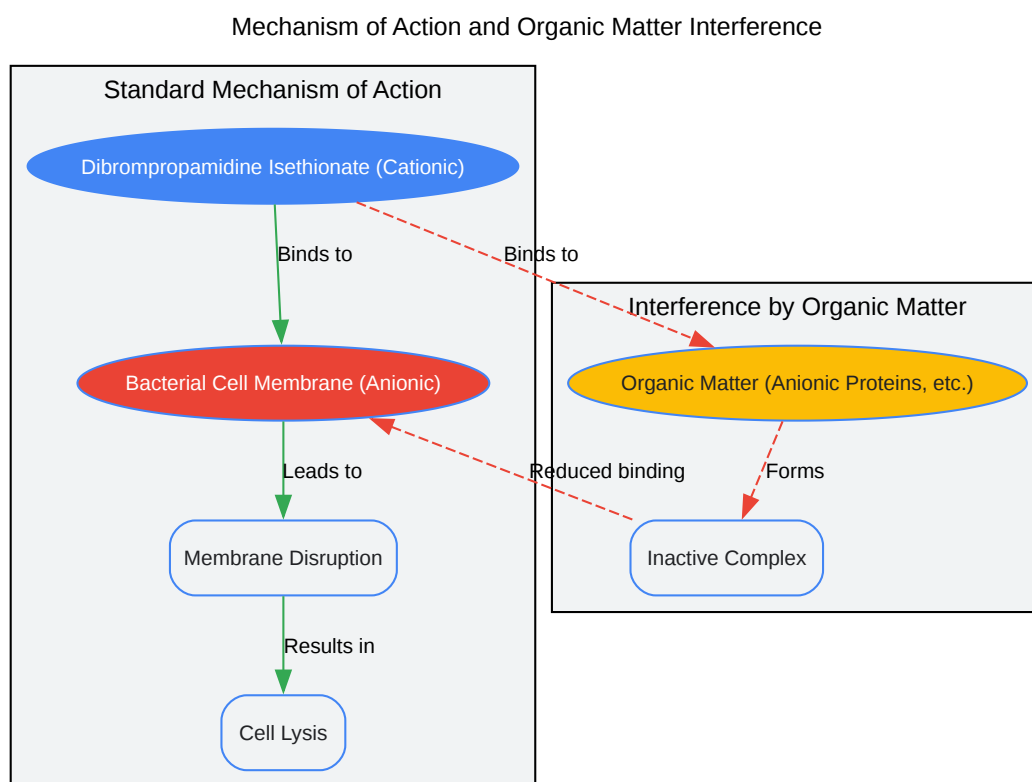 Mechanism of Action and Organic Matter Interference
Standard Mechanism of Action
Dibrompropamidine Isethionate (Cationic)
Binds to
Binds to
Interference by Organic Matter
Bacterial Cell Membrane (Anionic)
Organic Matter (Anionic Proteins, etc.)
Leads to
Reduced binding
Forms
Membrane Disruption
Inactive Complex
Results in
Cell Lysis